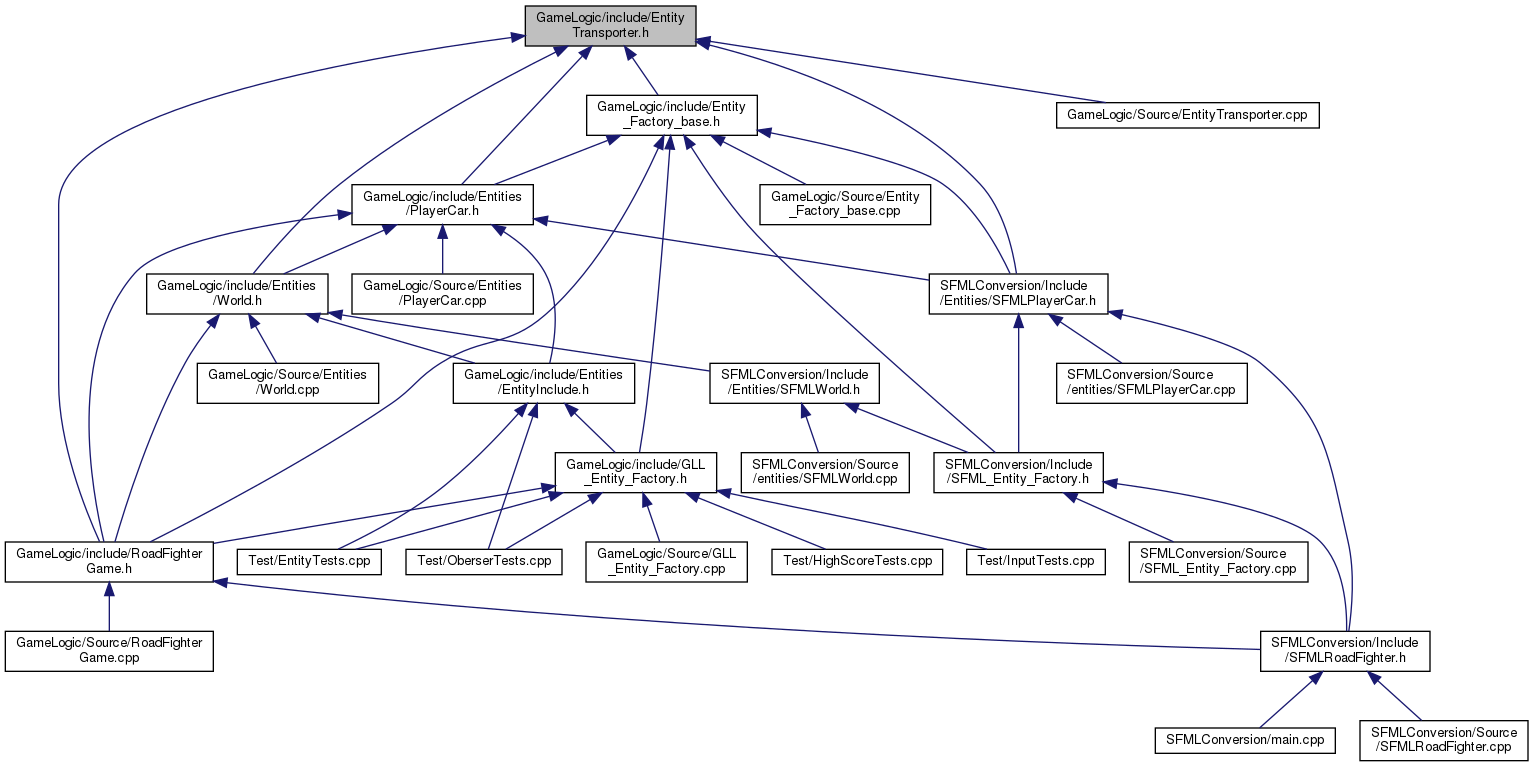 GameLogic/include/Entity
Transporter.h
GameLogic/include/Entity
_Factory_base.h
GameLogic/Source/EntityTransporter.cpp
GameLogic/include/Entities
/PlayerCar.h
GameLogic/Source/Entity
_Factory_base.cpp
GameLogic/include/Entities
/World.h
GameLogic/Source/Entities
/PlayerCar.cpp
SFMLConversion/Include
/Entities/SFMLPlayerCar.h
GameLogic/Source/Entities
/World.cpp
GameLogic/include/Entities
/EntityInclude.h
SFMLConversion/Include
/Entities/SFMLWorld.h
SFMLConversion/Source
/entities/SFMLPlayerCar.cpp
GameLogic/include/GLL
_Entity_Factory.h
SFMLConversion/Source
/entities/SFMLWorld.cpp
SFMLConversion/Include
/SFML_Entity_Factory.h
GameLogic/include/RoadFighter
Game.h
Test/EntityTests.cpp
Test/OberserTests.cpp
GameLogic/Source/GLL
_Entity_Factory.cpp
Test/HighScoreTests.cpp
Test/InputTests.cpp
SFMLConversion/Source
/SFML_Entity_Factory.cpp
GameLogic/Source/RoadFighter
Game.cpp
SFMLConversion/Include
/SFMLRoadFighter.h
SFMLConversion/main.cpp
SFMLConversion/Source
/SFMLRoadFighter.cpp